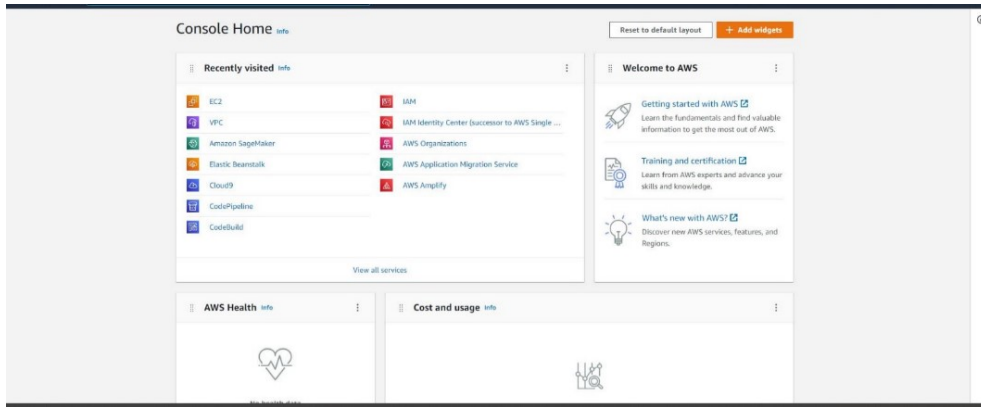 Console Home Info
Reset to default layout
+ Add widgets
Recently visited Info
EC2
VPC
Amazon SageMaker
Elastic Beanstalk
Cloud9
CodePipeline
CodeBuild
IAM
IAM Identity Center (successor to AWS Single ...
AWS Organizations
AWS Application Migration Service
AWS Amplify
View all services
Welcome to AWS
Getting started with AWS
Learn the fundamentals and find valuable
information to get the most out of AWS.
Training and certification
Learn from AWS experts and advance your
skills and knowledge.
What's new with AWS?
Discover new AWS services, features, and
Regions.
AWS Health Info
No health data
Cost and usage Info